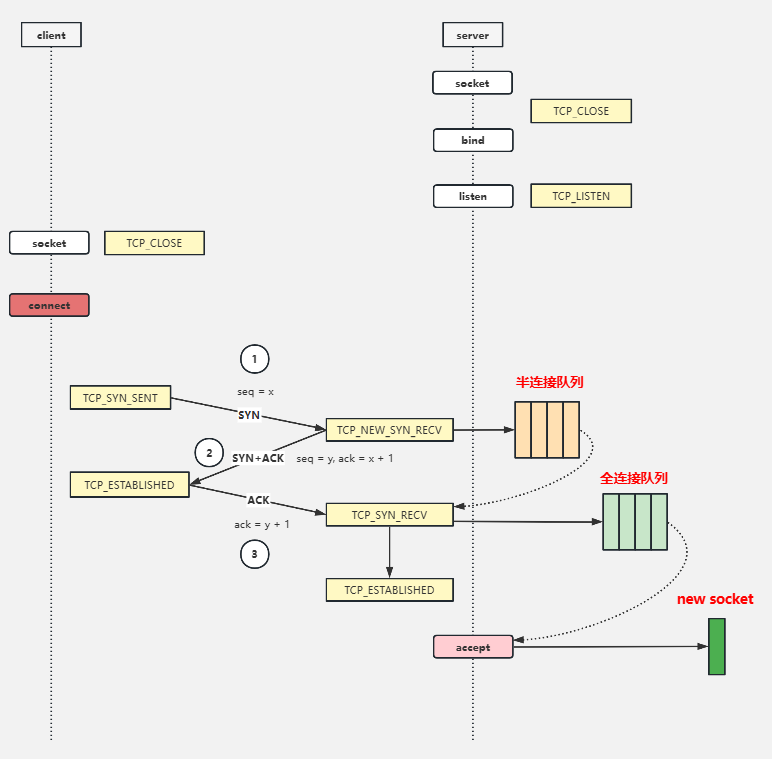 client
server
socket
TCP_CLOSE
bind
listen
TCP_LISTEN
socket
TCP_CLOSE
connect
1
seq = x
SYN
TCP_SYN_SENT
TCP_NEW_SYN_RECV
半连接队列
2
SYN+ACK
seq = y, ack = x + 1
TCP_ESTABLISHED
ACK
ack = y + 1
3
TCP_SYN_RECV
全连接队列
TCP_ESTABLISHED
new socket
accept